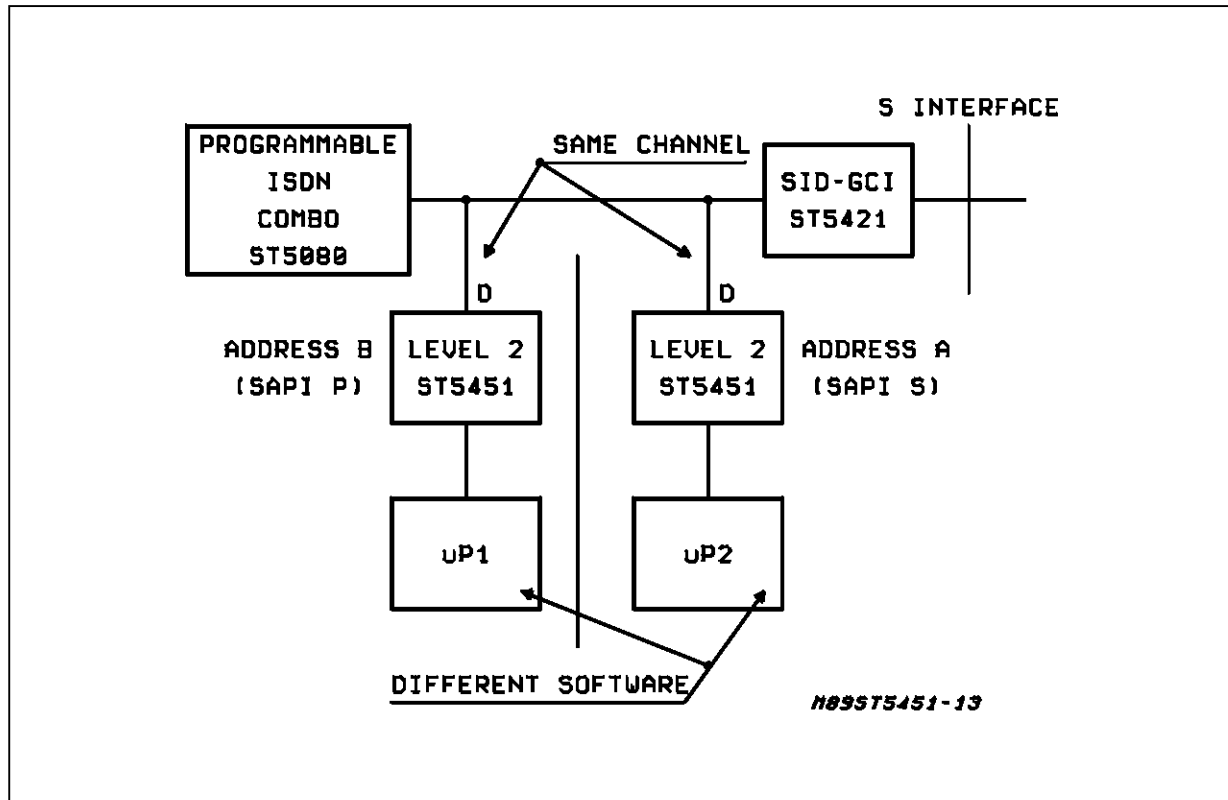 S INTERFACE
PROGRAMMABLE
ISDN
COMBO
ST5080
SAME CHANNEL
SID-GCI
ST5421
D
D
ADDRESS B
(SAPI P)
LEVEL 2
ST5451
LEVEL 2
ST5451
ADDRESS A
(SAPI S)
uP1
uP2
DIFFERENT SOFTWARE
M89ST5451-13